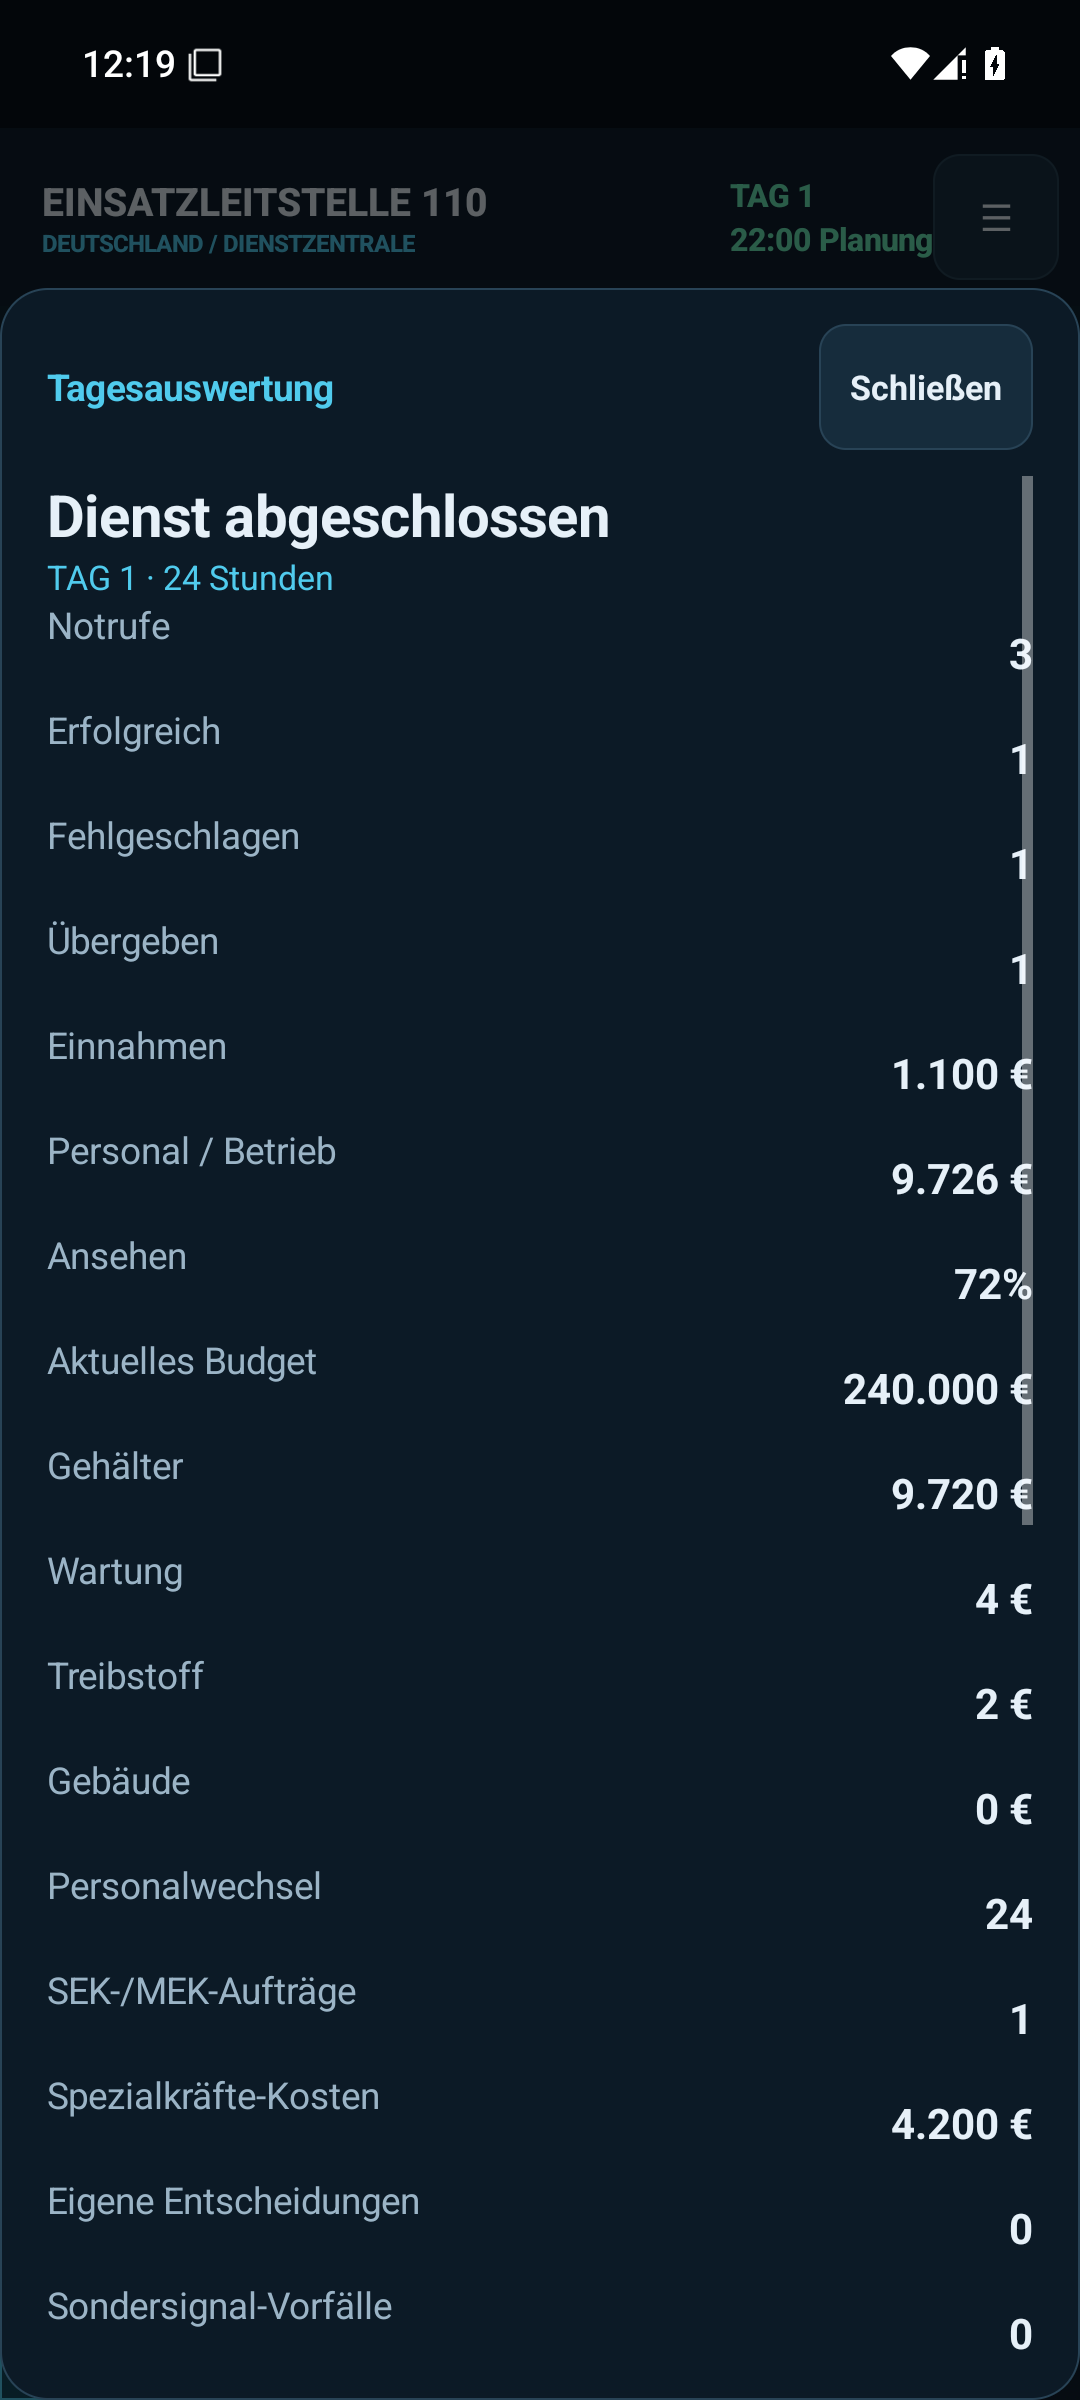 12:19
EINSATZLEITSTELLE 110
DEUTSCHLAND / DIENSTZENTRALE
TAG 1
22:00 Planung
Tagesauswertung
Schließen
Dienst abgeschlossen
TAG 1 · 24 Stunden
Notrufe
3
Erfolgreich
1
Fehlgeschlagen
1
Übergeben
1
Einnahmen
1.100 €
Personal / Betrieb
9.726 €
Ansehen
72%
Aktuelles Budget
240.000 €
Gehälter
9.720 €
Wartung
4 €
Treibstoff
2 €
Gebäude
0 €
Personalwechsel
24
SEK-/MEK-Aufträge
1
Spezialkräfte-Kosten
4.200 €
Eigene Entscheidungen
0
Sondersignal-Vorfälle
0